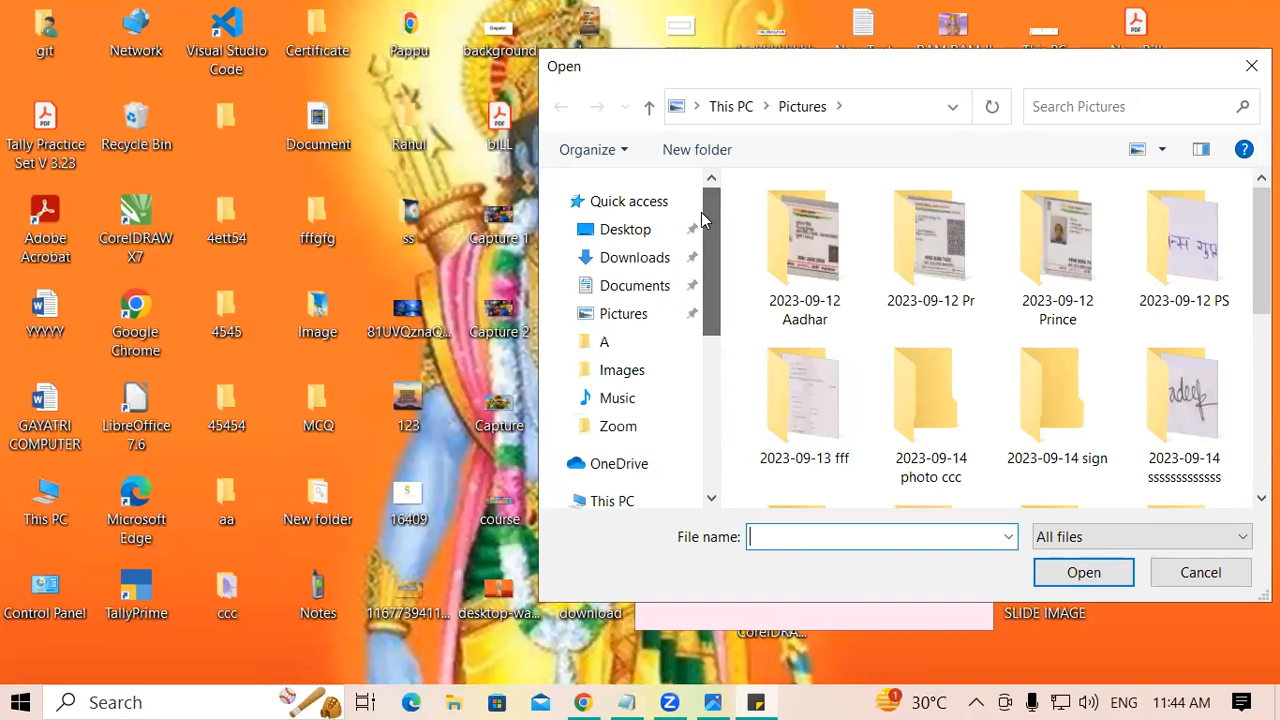 git
Network
Visual Studio
Code
Certificate
Pappu
background
Open
This PC
Pictures
Search Pictures
Organize
New folder
Tally Practice
Set V 3.23
Recycle Bin
Document
Rahul
bILL
Quick access
Desktop
Downloads
Documents
Pictures
A
Images
Music
Zoom
OneDrive
This PC
2023-09-12
Aadhar
2023-09-12 Pr
2023-09-12
Prince
2023-09-12 PS
2023-09-13 fff
2023-09-14
photo ccc
2023-09-14 sign
2023-09-14
sssssssssssss
Adobe
Acrobat
CorelDRAW
X7
4ett54
fffgfg
ss
Capture 1
YYYYY
Google
Chrome
4545
Image
81UVQznaQ...
Capture 2
GAYATRI
COMPUTER
LibreOffice
7.6
45454
MCQ
123
Capture
This PC
Microsoft
Edge
aa
New folder
16409
course
File name:
All files
Open
Cancel
Control Panel
TallyPrime
ccc
Notes
1167739411...
desktop-wa...
download
SLIDE IMAGE
Search
30°C
ENG
11:44 AM